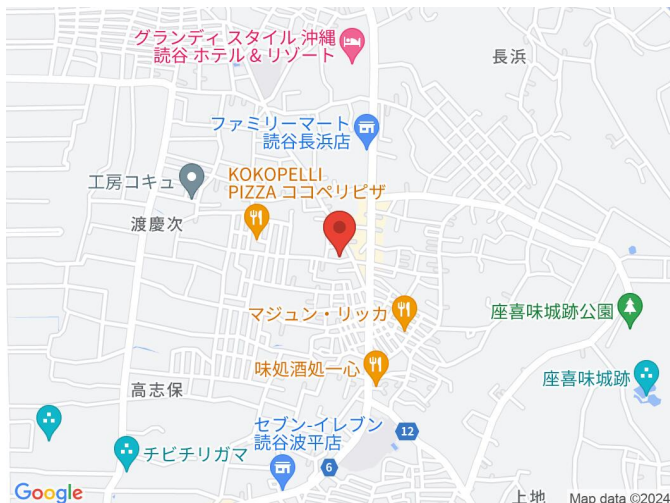 グランディ スタイル 沖縄
読谷 ホテル & リゾート
長浜
ファミリーマート
読谷長浜店
KOKOPELLI
PIZZA ココペリピザ
工房コキュ
渡慶次
マジュン・リッカ
座喜味城跡公園
味処酒処一心
座喜味城跡
高志保
セブン-イレブン
読谷波平店
12
チビチリガマ
6
上地
Google
Map data ©2024